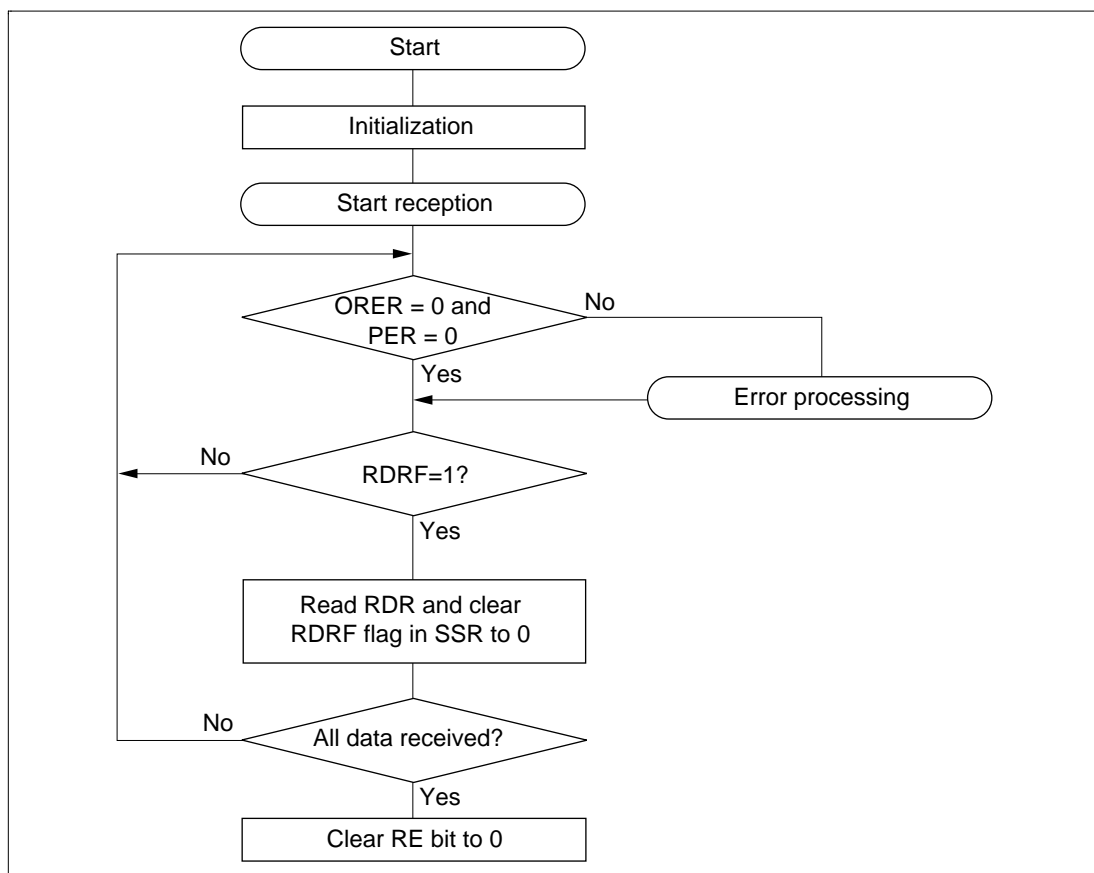 Start
Initialization
Start reception
ORER = 0 and
PER = 0
No
Yes
Error processing
No
RDRF=1?
Yes
Read RDR and clear
RDRF flag in SSR to 0
No
All data received?
Yes
Clear RE bit to 0